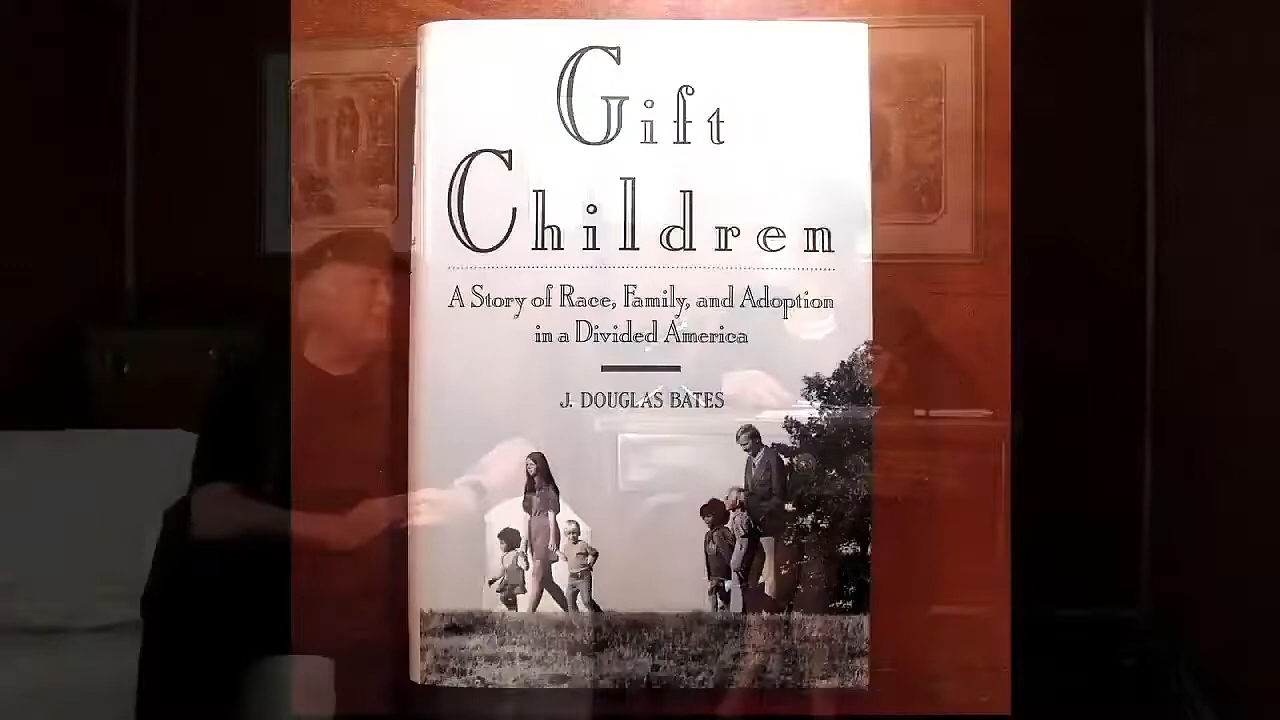 Gift
Children
A Story of Race, Family, and Adoption
in a Divided America
J. DOUGLAS BATES